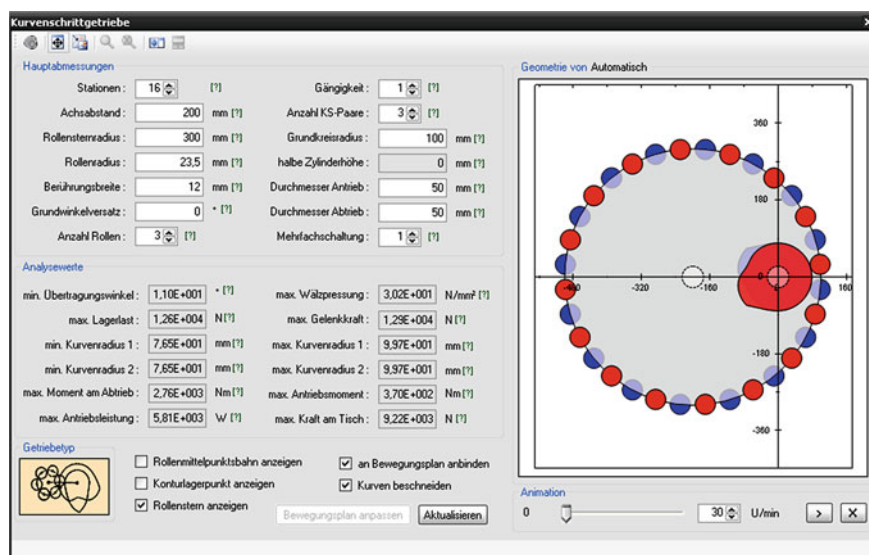 Kurvenschrittgetriebe
Hauptabmessungen
Stationen : 16 [?] Gängigkeit : 1 [?]
Achsabstand : 200 mm [?] Anzahl KS-Paare : 3 [?]
Rollensternradius : 300 mm [?] Grundkreisradius : 100 mm [?]
Rollenradius : 23,5 mm [?] halbe Zylinderhöhe : 0 mm [?]
Berührungsbreite : 12 mm [?] Durchmesser Antrieb : 50 mm [?]
Grundwinkelversatz : 0 ° [?] Durchmesser Abtrieb : 50 mm [?]
Anzahl Rollen : 3 [?] Mehrfachschaltung : 1 [?]
Analysewerte
min. Übertragungswinkel : 1,10E+001 ° [?] max. Wälzpressung : 3,02E+001 N/mm² [?]
max. Lagerlast : 1,26E+004 N [?] max. Gelenkkraft : 1,29E+004 N [?]
min. Kurvenradius 1 : 7,65E+001 mm [?] max. Kurvenradius 1 : 9,97E+001 mm [?]
min. Kurvenradius 2 : 7,65E+001 mm [?] max. Kurvenradius 2 : 9,97E+001 mm [?]
max. Moment am Abtrieb : 2,76E+003 Nm [?] max. Antriebsmoment : 3,70E+002 Nm [?]
max. Antriebsleistung : 5,81E+003 W [?] max. Kraft am Tisch : 9,22E+003 N [?]
Getriebetyp
Rollenmittelpunktsbahn anzeigen an Bewegungsplan anbinden
Konturlagerpunkt anzeigen Kurven beschneiden
Rollenstern anzeigen Bewegungsplan anpassen Aktualisieren
Geometrie von Automatisch
360
180
0
-480 -320 -160 0 160
-180
-360
Animation
0 30 U/min > X